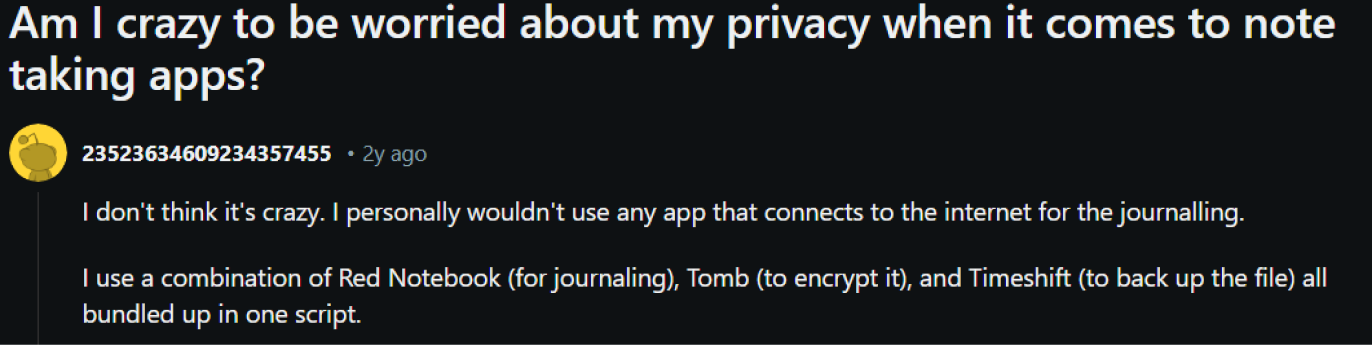 Am I crazy to be worried about my privacy when it comes to note
taking apps?
23523634609234357455 • 2y ago
I don't think it's crazy. I personally wouldn't use any app that connects to the internet for the journalling.
I use a combination of Red Notebook (for journaling), Tomb (to encrypt it), and Timeshift (to back up the file) all
bundled up in one script.